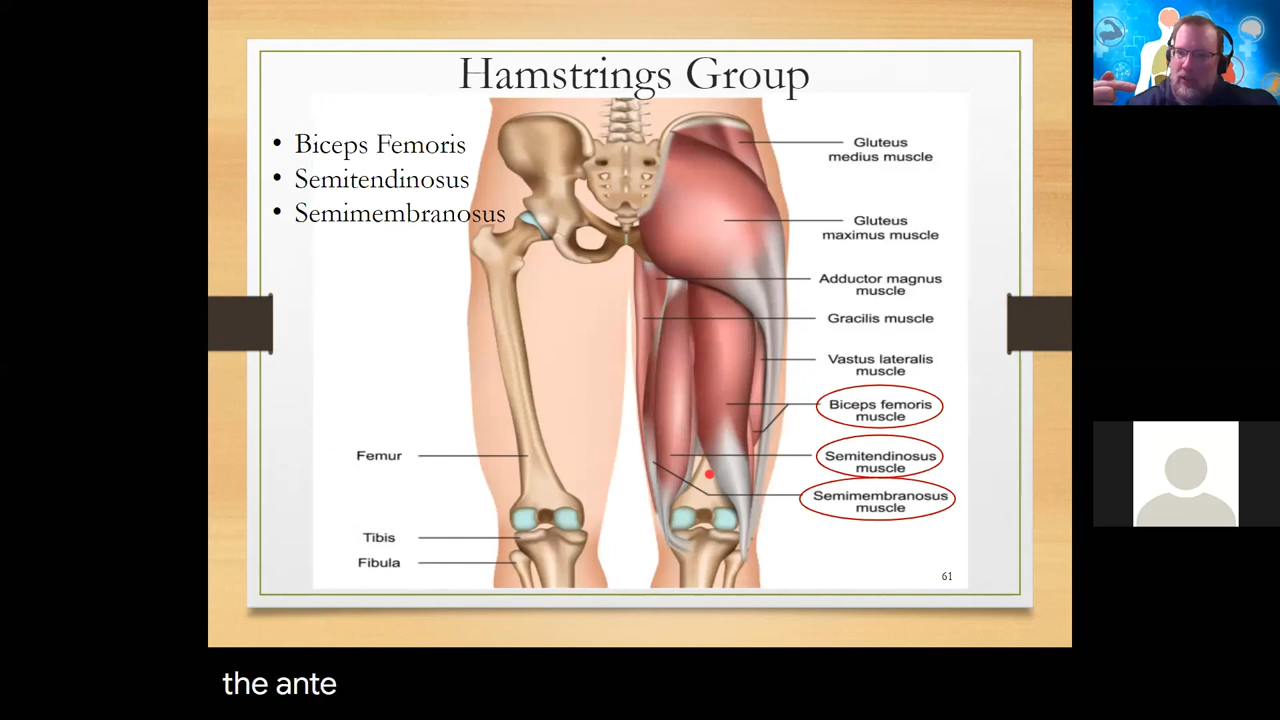 Hamstrings Group
• Biceps Femoris
• Semitendinosus
• Semimembranosus
Gluteus
medius muscle
Gluteus
maximus muscle
Adductor magnus
muscle
Gracilis muscle
Vastus lateralis
muscle
Biceps femoris
muscle
Semitendinosus
muscle
Semimembranosus
muscle
Femur
Tibis
Fibula
61
the ante